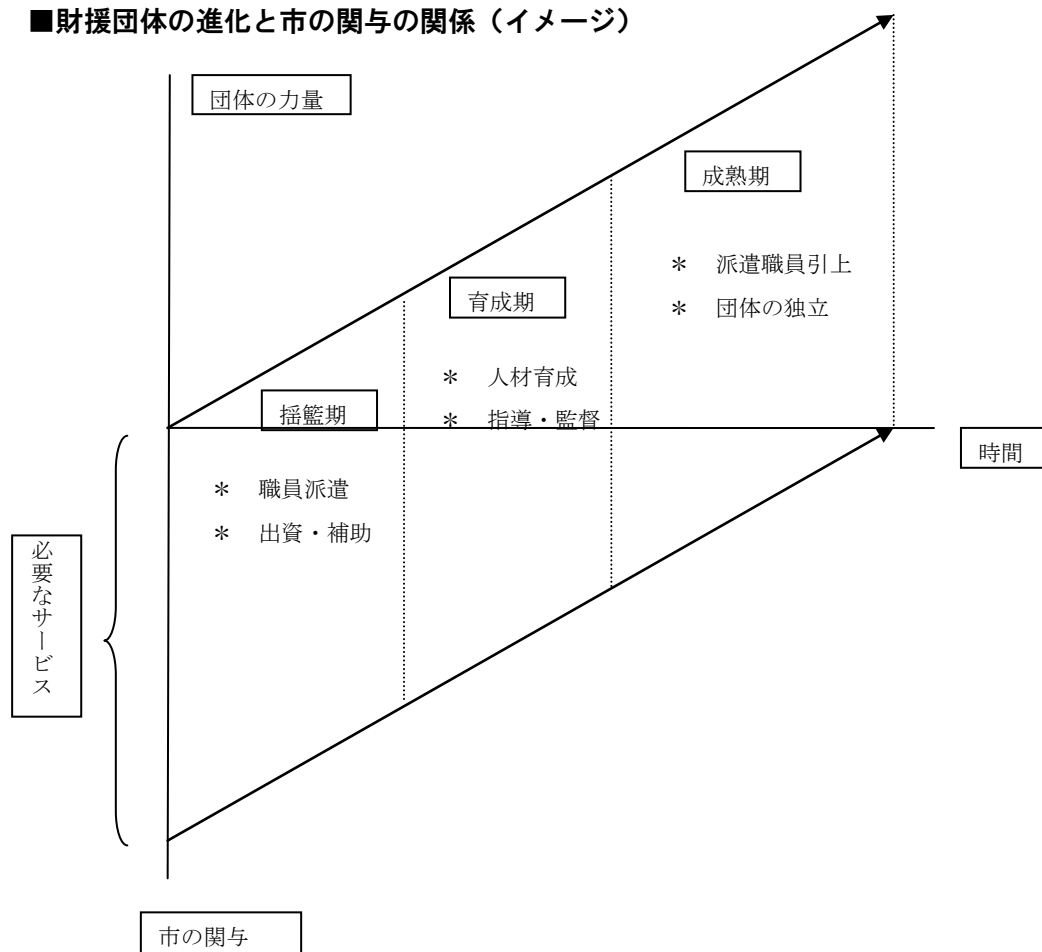 ■財援団体の進化と市の関与の関係（イメージ）
団体の力量
成熟期
＊ 派遣職員引上
＊ 団体の独立
育成期
＊ 人材育成
＊ 指導・監督
揺籃期
時間
＊ 職員派遣
＊ 出資・補助
必要なサービス
市の関与